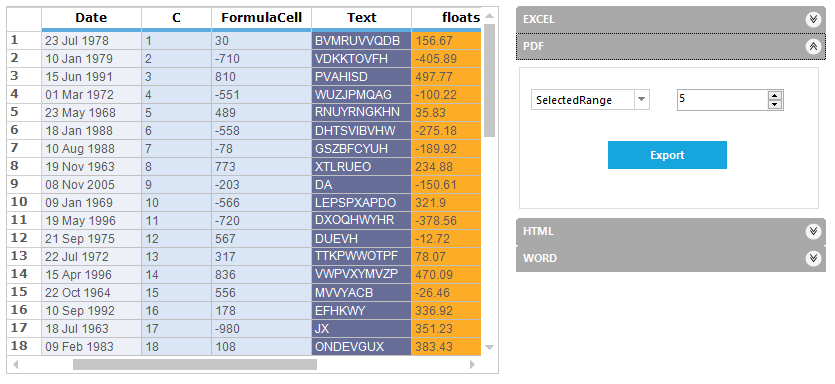 Date C FormulaCell Text floats
1 23 Jul 1978 1 30 BVMRUVVQDB 156.67
2 10 Jan 1979 2 -710 VDKKTOVFH -405.89
3 15 Jun 1991 3 810 PVAHISD 497.77
4 01 Mar 1972 4 -551 WUZJPMQAG -100.22
5 23 May 1968 5 489 RNUYRNGKHN 35.83
6 18 Jan 1988 6 -558 DHTSVIBVHW -275.18
7 10 Aug 1988 7 -78 GSZBFCYUH -189.92
8 19 Nov 1963 8 773 XTLRUEO 234.88
9 08 Nov 2005 9 -203 DA -150.61
10 09 Jan 1969 10 -566 LEPSPXAPDO 321.9
11 19 May 1996 11 -720 DXOQHWYHR -378.56
12 21 Sep 1975 12 567 DUEVH -12.72
13 22 Jul 1972 13 317 TTKPWWOTPF 78.07
14 15 Apr 1996 14 836 VWPVXYMVZP 470.09
15 22 Oct 1964 15 556 MVVYACB -26.46
16 10 Sep 1992 16 178 EFHKWY 336.92
17 18 Jul 1963 17 -980 JX 351.23
18 09 Feb 1983 18 108 ONDEVGUX 383.43
EXCEL
PDF
SelectedRange 5
Export
HTML
WORD